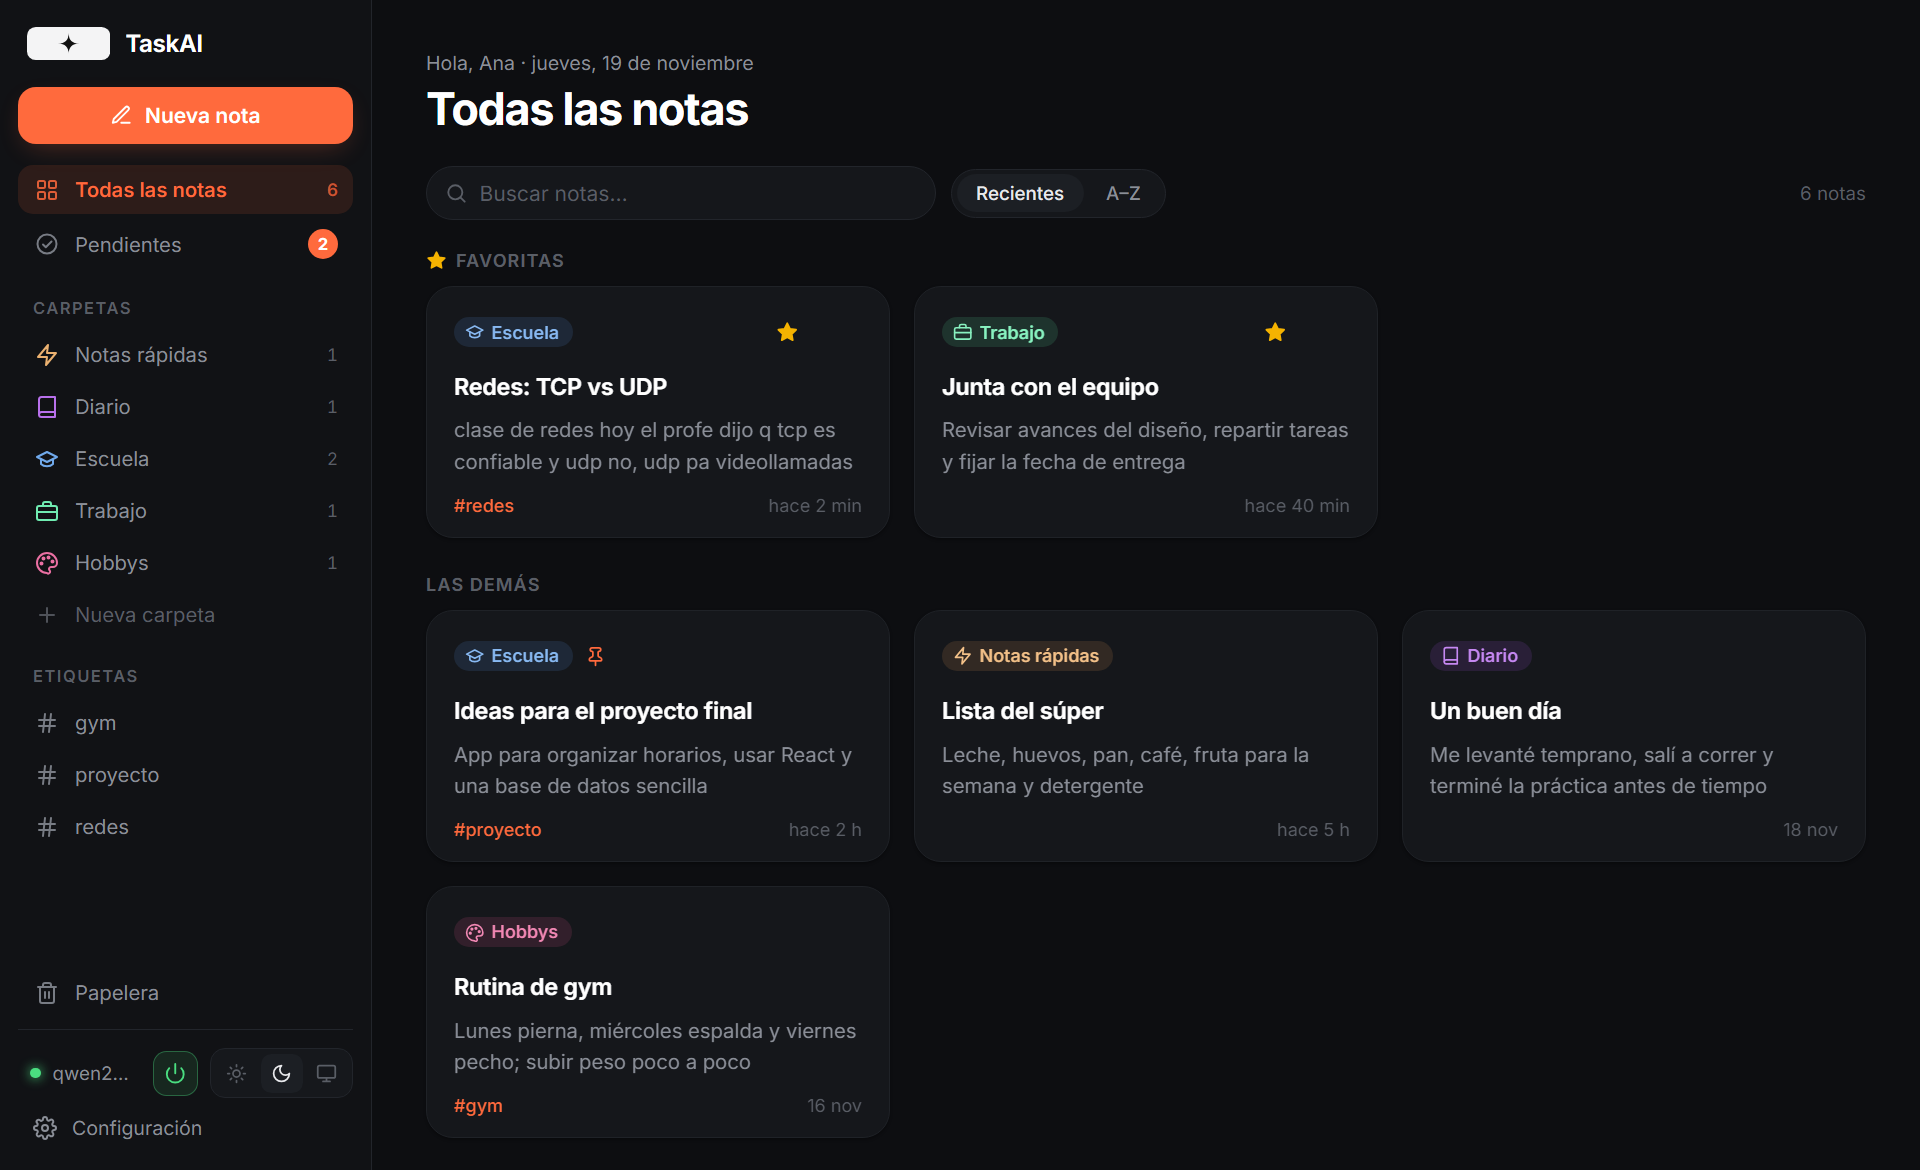 TaskAI
Nueva nota
Todas las notas 6
Pendientes 2
CARPETAS
Notas rápidas 1
Diario 1
Escuela 2
Trabajo 1
Hobbys 1
Nueva carpeta
ETIQUETAS
# gym
# proyecto
# redes
Papelera
qwen2...
Configuración
Hola, Ana · jueves, 19 de noviembre
Todas las notas
Buscar notas...
Recientes A–Z
6 notas
FAVORITAS
Escuela
Redes: TCP vs UDP
clase de redes hoy el profe dijo q tcp es
confiable y udp no, udp pa videollamadas
#redes hace 2 min
Trabajo
Junta con el equipo
Revisar avances del diseño, repartir tareas
y fijar la fecha de entrega
hace 40 min
LAS DEMÁS
Escuela
Ideas para el proyecto final
App para organizar horarios, usar React y
una base de datos sencilla
#proyecto hace 2 h
Notas rápidas
Lista del súper
Leche, huevos, pan, café, fruta para la
semana y detergente
hace 5 h
Diario
Un buen día
Me levanté temprano, salí a correr y
terminé la práctica antes de tiempo
18 nov
Hobbys
Rutina de gym
Lunes pierna, miércoles espalda y viernes
pecho; subir peso poco a poco
#gym 16 nov